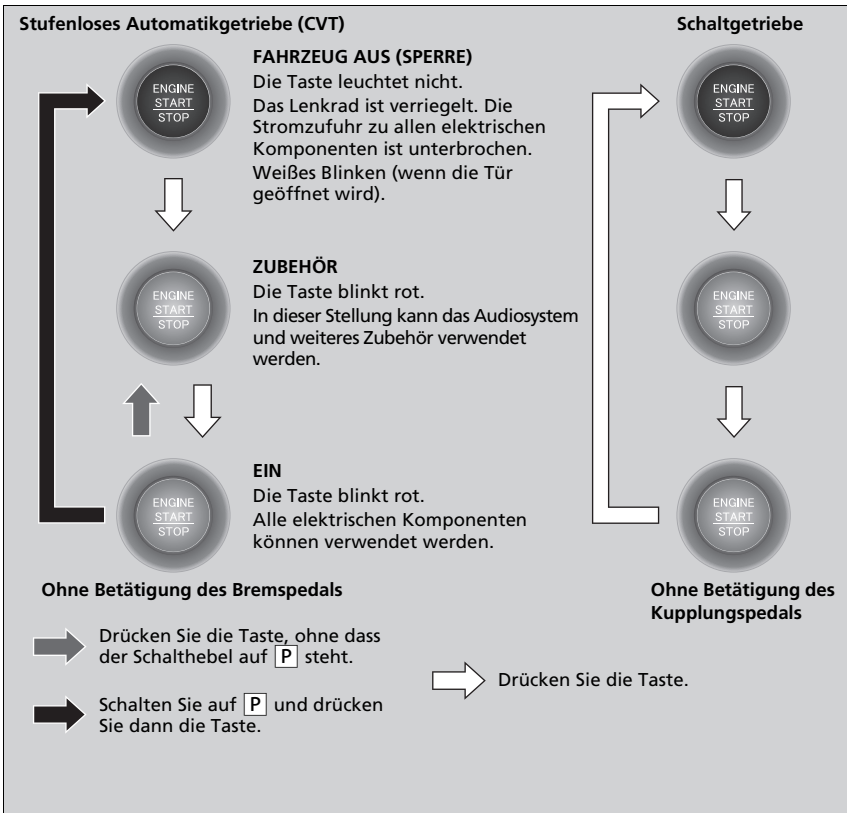 Stufenloses Automatikgetriebe (CVT)
ENGINE
START
STOP
FAHRZEUG AUS (SPERRE)
Die Taste leuchtet nicht.
Das Lenkrad ist verriegelt. Die
Stromzufuhr zu allen elektrischen
Komponenten ist unterbrochen.
Weißes Blinken (wenn die Tür
geöffnet wird).
ENGINE
START
STOP
ZUBEHÖR
Die Taste blinkt rot.
In dieser Stellung kann das Audiosystem
und weiteres Zubehör verwendet
werden.
ENGINE
START
STOP
EIN
Die Taste blinkt rot.
Alle elektrischen Komponenten
können verwendet werden.
Ohne Betätigung des Bremspedals
Schaltgetriebe
ENGINE
START
STOP
ENGINE
START
STOP
ENGINE
START
STOP
Ohne Betätigung des
Kupplungspedals
Drücken Sie die Taste, ohne dass
der Schalthebel auf P steht.
Schalten Sie auf P und drücken
Sie dann die Taste.
Drücken Sie die Taste.